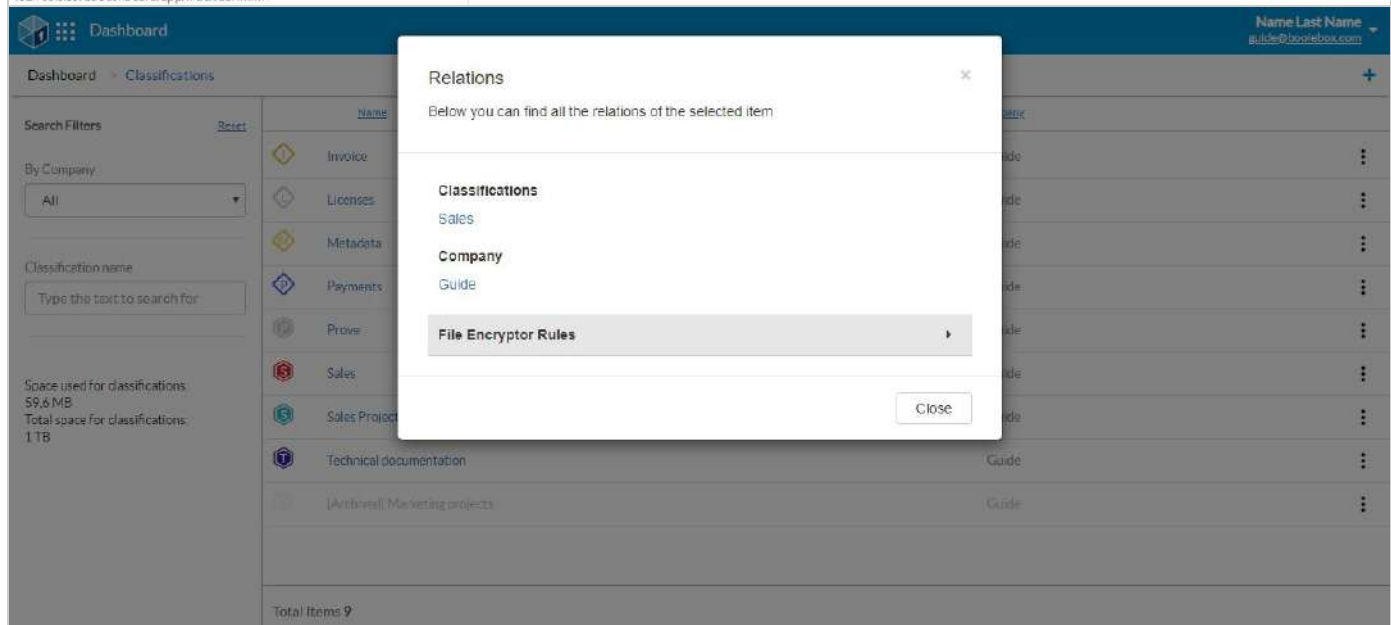 Dashboard
Name Last Name
guide@boolebox.com
Dashboard > Classifications
+
Search Filters
Reset
By Company
All
Classification name
Type the text to search for
Space used for classifications:
59,6 MB
Total space for classifications:
1 TB
Name
Invoice
Licenses
Metadata
Payments
Prove
Sales
Sales Project
Technical documentation
Guide
Marketing projects
Guide
Total Items 9
Relations
×
Below you can find all the relations of the selected item
Classifications
Sales
Company
Guide
File Encryptor Rules
Close